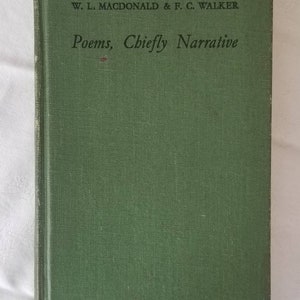 W. L. MACDONALD & F. C. WALKER
Poems, Chiefly Narrative